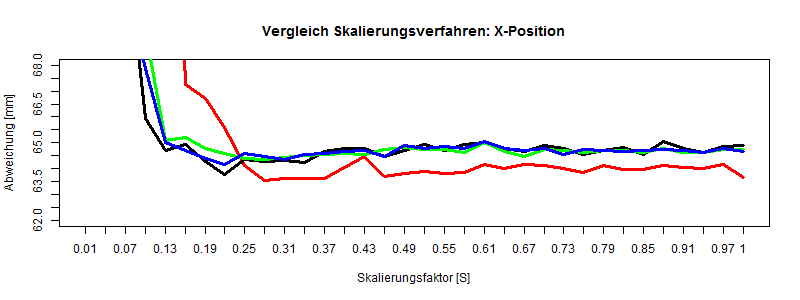 Vergleich Skalierungsverfahren: X-Position
Abweichung [mm]
68.0
66.5
65.0
63.5
62.0
0.01 0.07 0.13 0.19 0.25 0.31 0.37 0.43 0.49 0.55 0.61 0.67 0.73 0.79 0.85 0.91 0.97 1
Skalierungsfaktor [S]